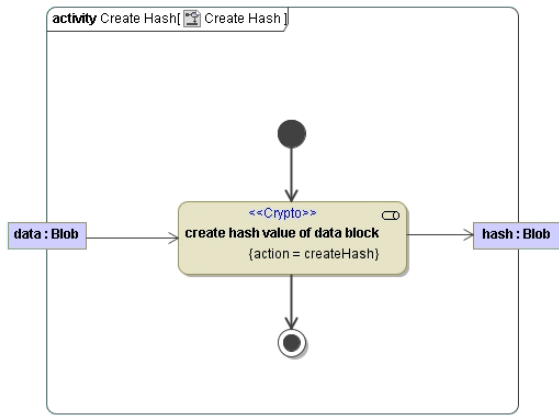 activity Create Hash[ Create Hash ]
<<Crypto>>
data : Blob
create hash value of data block
hash : Blob
{action = createHash}